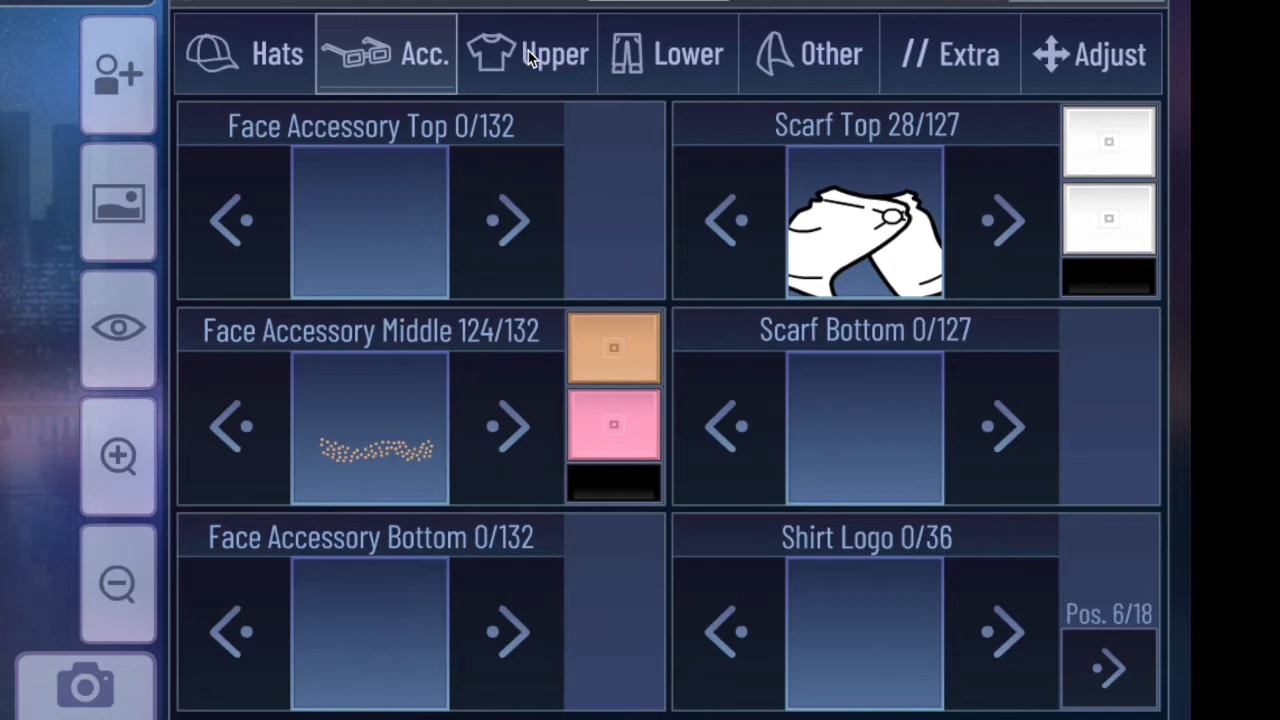 Hats
Acc.
Upper
Lower
Other
Extra
Adjust
Face Accessory Top 0/132
Scarf Top 28/127
Face Accessory Middle 124/132
Scarf Bottom 0/127
Face Accessory Bottom 0/132
Shirt Logo 0/36
Pos. 6/18